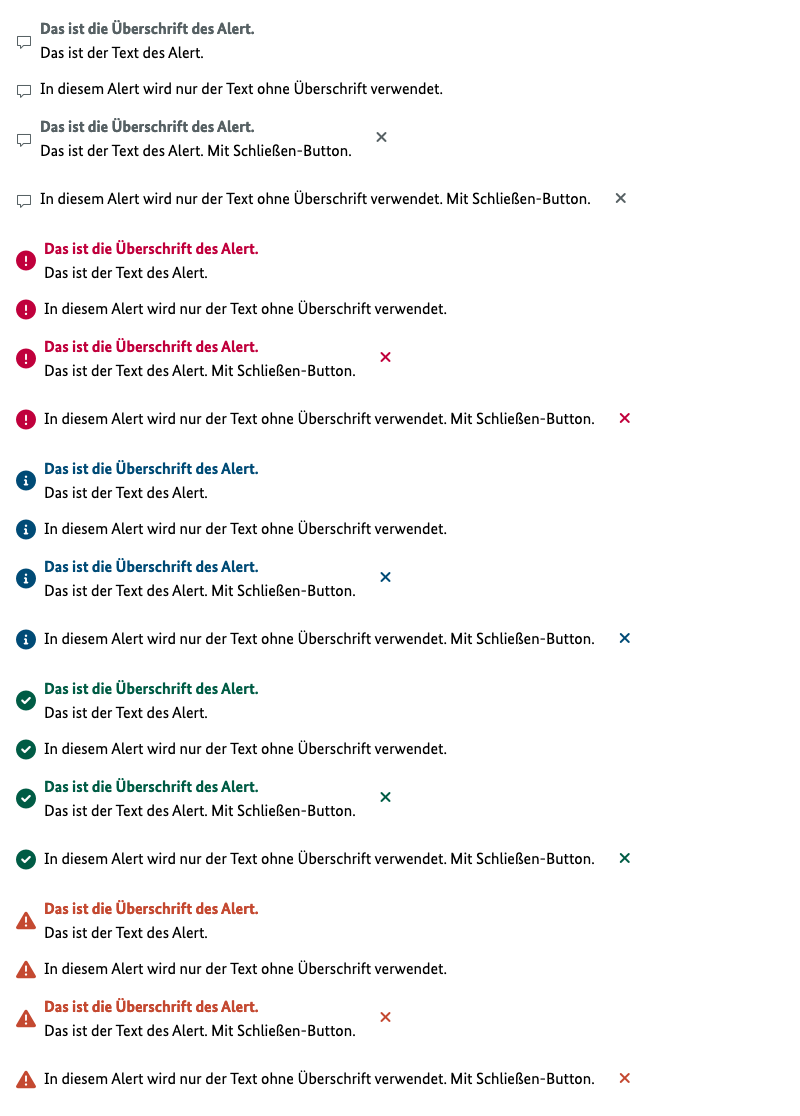 Das ist die Überschrift des Alert.
Das ist der Text des Alert.
In diesem Alert wird nur der Text ohne Überschrift verwendet.
Das ist die Überschrift des Alert.
Das ist der Text des Alert. Mit Schließen-Button.
In diesem Alert wird nur der Text ohne Überschrift verwendet. Mit Schließen-Button.
Das ist die Überschrift des Alert.
Das ist der Text des Alert.
In diesem Alert wird nur der Text ohne Überschrift verwendet.
Das ist die Überschrift des Alert.
Das ist der Text des Alert. Mit Schließen-Button.
In diesem Alert wird nur der Text ohne Überschrift verwendet. Mit Schließen-Button.
Das ist die Überschrift des Alert.
Das ist der Text des Alert.
In diesem Alert wird nur der Text ohne Überschrift verwendet.
Das ist die Überschrift des Alert.
Das ist der Text des Alert. Mit Schließen-Button.
In diesem Alert wird nur der Text ohne Überschrift verwendet. Mit Schließen-Button.
Das ist die Überschrift des Alert.
Das ist der Text des Alert.
In diesem Alert wird nur der Text ohne Überschrift verwendet.
Das ist die Überschrift des Alert.
Das ist der Text des Alert. Mit Schließen-Button.
In diesem Alert wird nur der Text ohne Überschrift verwendet. Mit Schließen-Button.
Das ist die Überschrift des Alert.
Das ist der Text des Alert.
In diesem Alert wird nur der Text ohne Überschrift verwendet.
Das ist die Überschrift des Alert.
Das ist der Text des Alert. Mit Schließen-Button.
In diesem Alert wird nur der Text ohne Überschrift verwendet. Mit Schließen-Button.